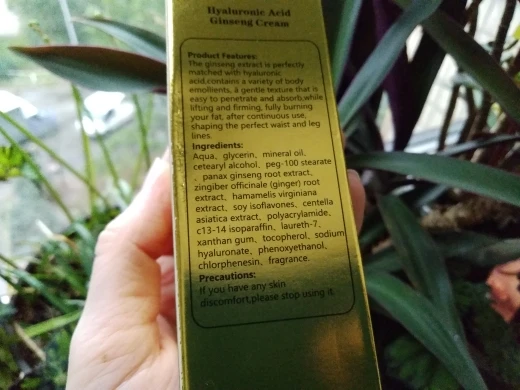 Hyaluronic Acid
Ginseng Cream
Product Features:
The ginseng extract is perfectly
matched with hyaluronic
acid,contains a variety of body
emollients, a gentle texture that is
easy to penetrate and absorb,while
lifting and firming, fully burning
your fat, after continuous use.
shaping the perfect waist and leg
lines.
Ingredients:
Aqua, glycerin, mineral oil,
cetearyl alcohol, peg-100 stearate
, panax ginseng root extract,
zingiber officinale (ginger) root
extract, hamamelis virginiana
extract, soy isoflavones, centella
asiatica extract, polyacrylamide,
c13-14 isoparaffin, laureth-7,
xanthan gum, tocopherol, sodium
hyaluronate, phenoxyethanol,
chlorphenesin, fragrance.
Precautions:
If you have any skin
discomfort,please stop using it.